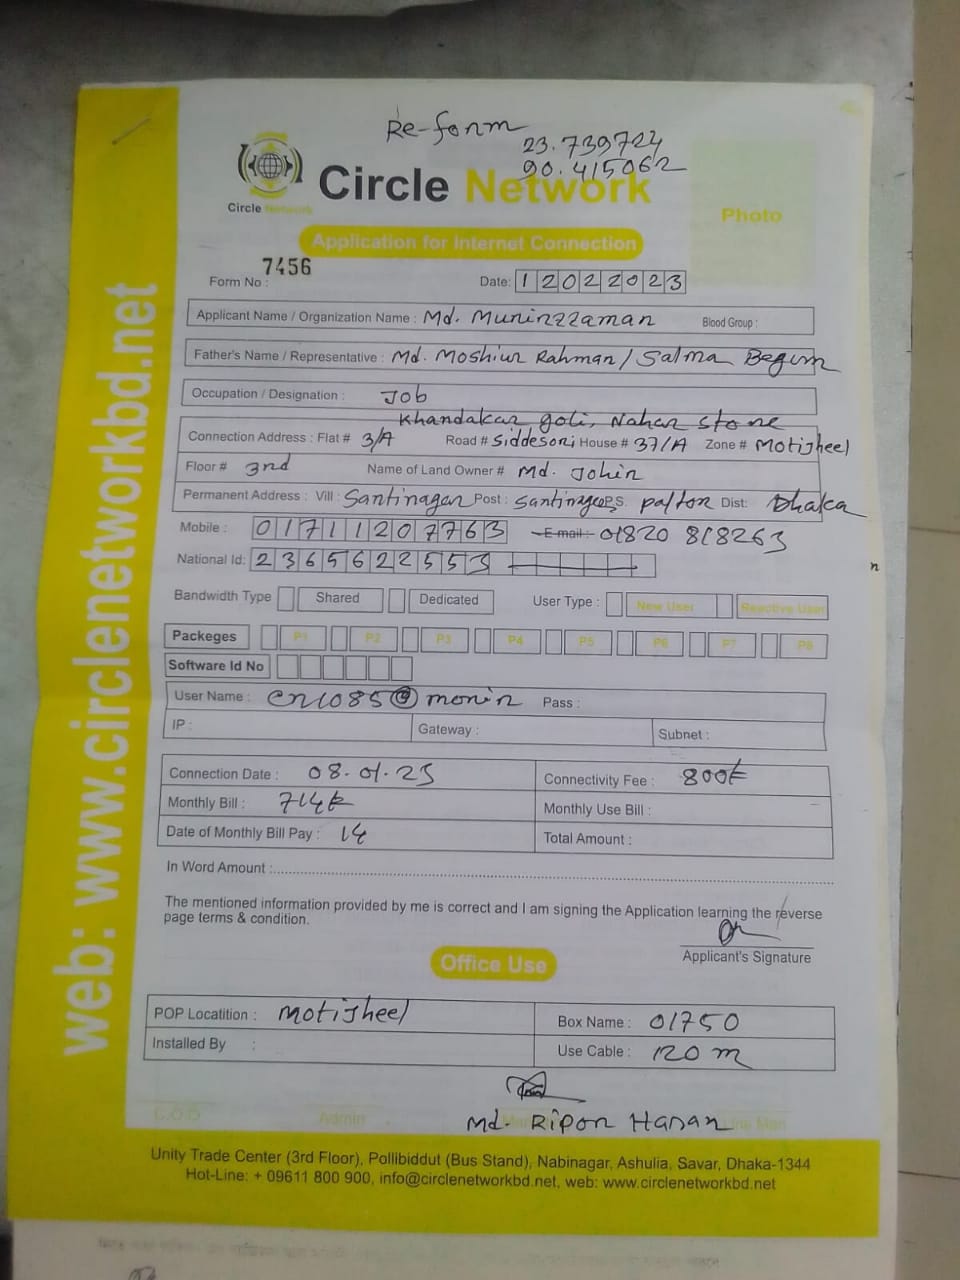 Re-form
23.739724
90.415062
Circle Network
Circle Network
Photo
Application for Internet Connection
Form No : 7456
Date: 12022023
Applicant Name / Organization Name : Md. Munirzzaman Blood Group :
Father's Name / Representative : Md. Moshiur Rahman / Salma Begum
Occupation / Designation : Job
Khandakar goli, Nahar store
Connection Address : Flat # 3/A Road # Siddesori House # 37/A Zone # Motijheel
Floor # 3rd Name of Land Owner # Md. Johir
Permanent Address : Vill : Santinagar Post : Santinagar P.S. palton Dist: Dhaka
Mobile : 01711207763 E-mail : 01820 818263
National Id: 2365622553
Bandwidth Type Shared Dedicated User Type : New User Reactive User
Packeges P1 P2 P3 P4 P5 P6 P7 P8
Software Id No
User Name : cn1085@monir Pass :
IP : Gateway : Subnet :
Connection Date : 08-01-23 Connectivity Fee : 800৳
Monthly Bill : 714৳ Monthly Use Bill :
Date of Monthly Bill Pay : 14 Total Amount :
In Word Amount :
The mentioned information provided by me is correct and I am signing the Application learning the reverse
page terms & condition.
Applicant's Signature
Office Use
POP Locatition : Motijheel Box Name : 01750
Installed By : Use Cable : 120 m
C.O.O Admin
Md. Ripon Hasan
Unity Trade Center (3rd Floor), Pollibiddut (Bus Stand), Nabinagar, Ashulia, Savar, Dhaka-1344
Hot-Line: + 09611 800 900, info@circlenetworkbd.net, web: www.circlenetworkbd.net
web: www.circlenetworkbd.net